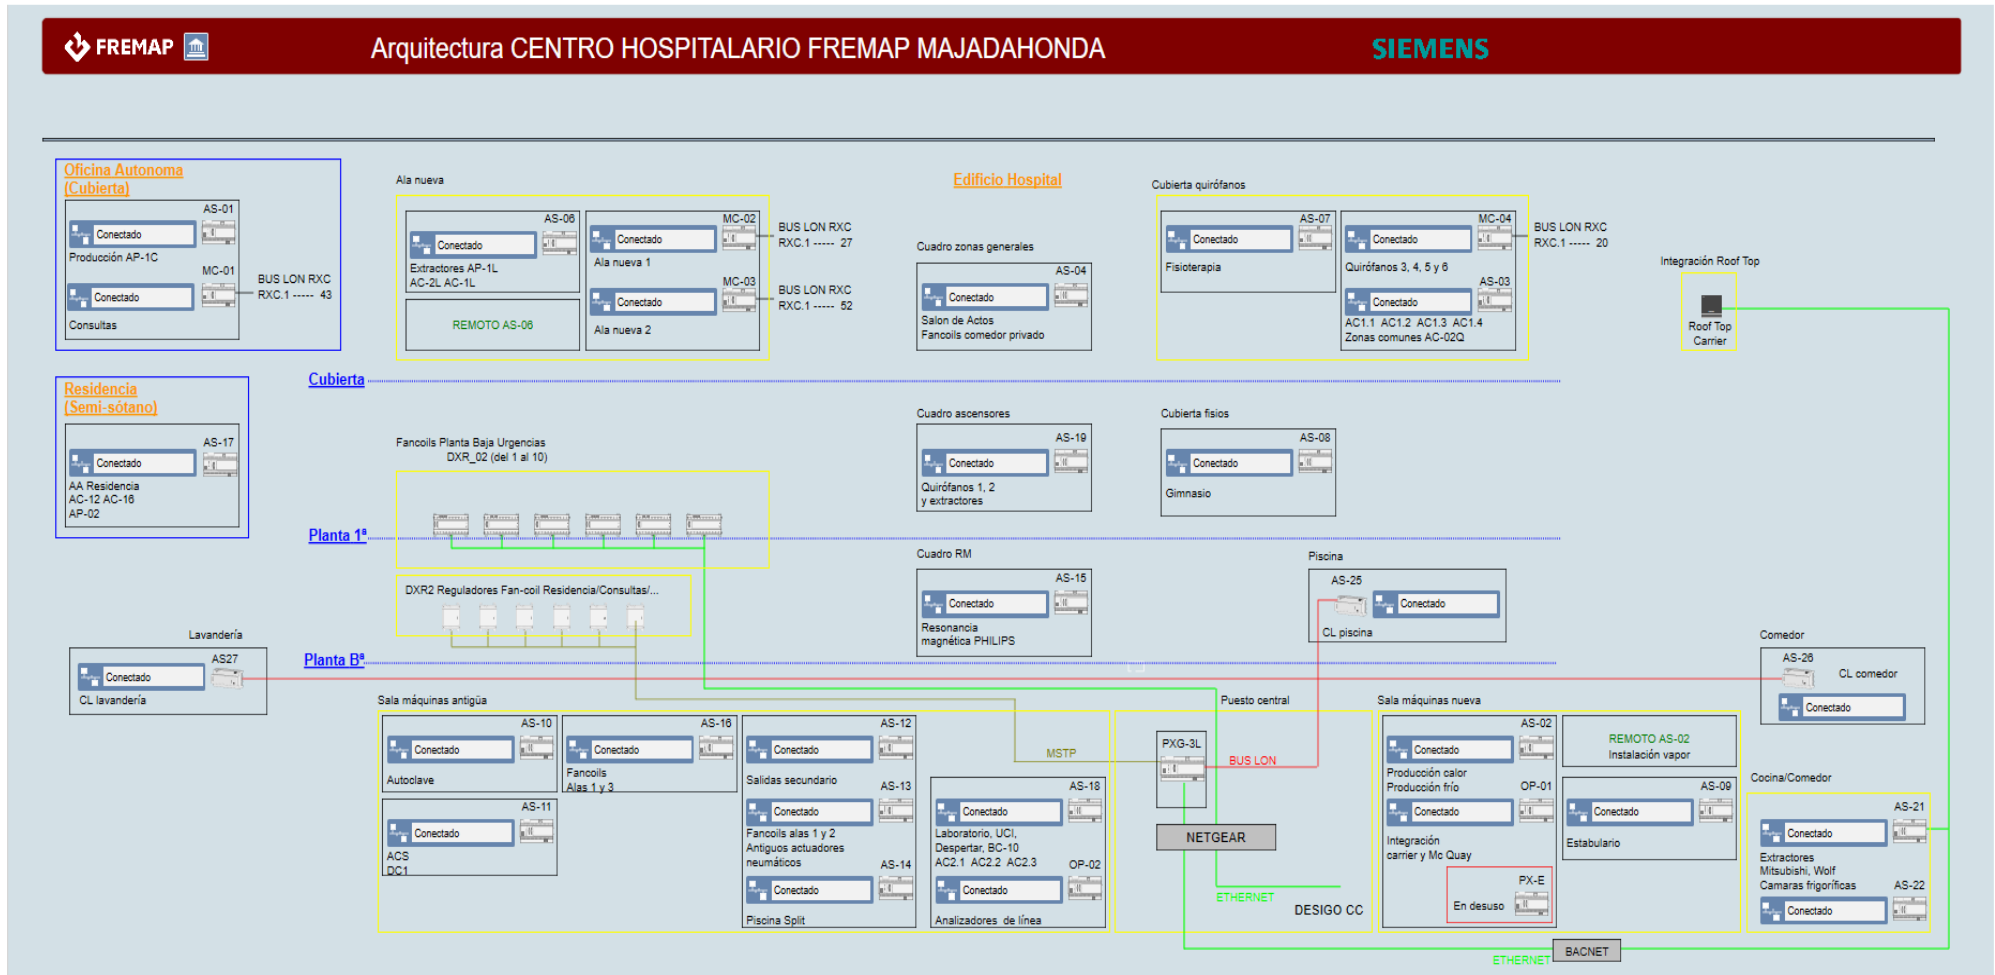 FREMAP
Arquitectura CENTRO HOSPITALARIO FREMAP MAJADAHONDA
SIEMENS
Oficina Autonoma
(Cubierta)
AS-01
Conectado
Producción AP-1C
MC-01
Conectado
Consultas
BUS LON RXC
RXC.1 ----- 43
Ala nueva
AS-06
Conectado
Extractores AP-1L
AC-2L AC-1L
REMOTO AS-06
MC-02
Conectado
Ala nueva 1
MC-03
Conectado
Ala nueva 2
BUS LON RXC
RXC.1 ----- 27
BUS LON RXC
RXC.1 ----- 52
Edificio Hospital
Cuadro zonas generales
AS-04
Conectado
Salon de Actos
Fancoils comedor privado
Cubierta quirófanos
AS-07
Conectado
Fisioterapia
MC-04
Conectado
Quirófanos 3, 4, 5 y 6
AS-03
Conectado
AC1.1 AC1.2 AC1.3 AC1.4
Zonas comunes AC-02Q
BUS LON RXC
RXC.1 ----- 20
Integración Roof Top
Roof Top
Carrier
Cubierta
Residencia
(Semi-sótano)
AS-17
Conectado
AA Residencia
AC-12 AC-16
AP-02
Fancoils Planta Baja Urgencias
DXR_02 (del 1 al 10)
Cuadro ascensores
AS-19
Conectado
Quirófanos 1, 2
y extractores
Cubierta fisios
AS-08
Conectado
Gimnasio
Planta 1ª
DXR2 Reguladores Fan-coil Residencia/Consultas/...
Cuadro RM
AS-15
Conectado
Resonancia
magnética PHILIPS
Piscina
AS-25
Conectado
CL piscina
Planta Bª
Lavandería
AS27
Conectado
CL lavandería
Comedor
AS-26
CL comedor
Conectado
Sala máquinas antigüa
AS-10
Conectado
Autoclave
AS-16
Conectado
Fancoils
Alas 1 y 3
AS-11
Conectado
ACS
DC1
AS-12
Conectado
Salidas secundario
AS-13
Conectado
Fancoils alas 1 y 2
Antiguos actuadores
neumáticos
AS-14
Conectado
Piscina Split
MSTP
AS-18
Conectado
Laboratorio, UCI,
Despertar, BC-10
AC2.1 AC2.2 AC2.3
OP-02
Conectado
Analizadores de línea
Puesto central
PXG-3L
BUS LON
NETGEAR
ETHERNET
DESIGO CC
Sala máquinas nueva
AS-02
Conectado
Producción calor
Producción frío
OP-01
Conectado
Integración
carrier y Mc Quay
PX-E
En desuso
REMOTO AS-02
Instalación vapor
AS-09
Conectado
Estabulario
Cocina/Comedor
AS-21
Conectado
Extractores
Mitsubishi, Wolf
Camaras frigoríficas
AS-22
Conectado
BACNET
ETHERNET